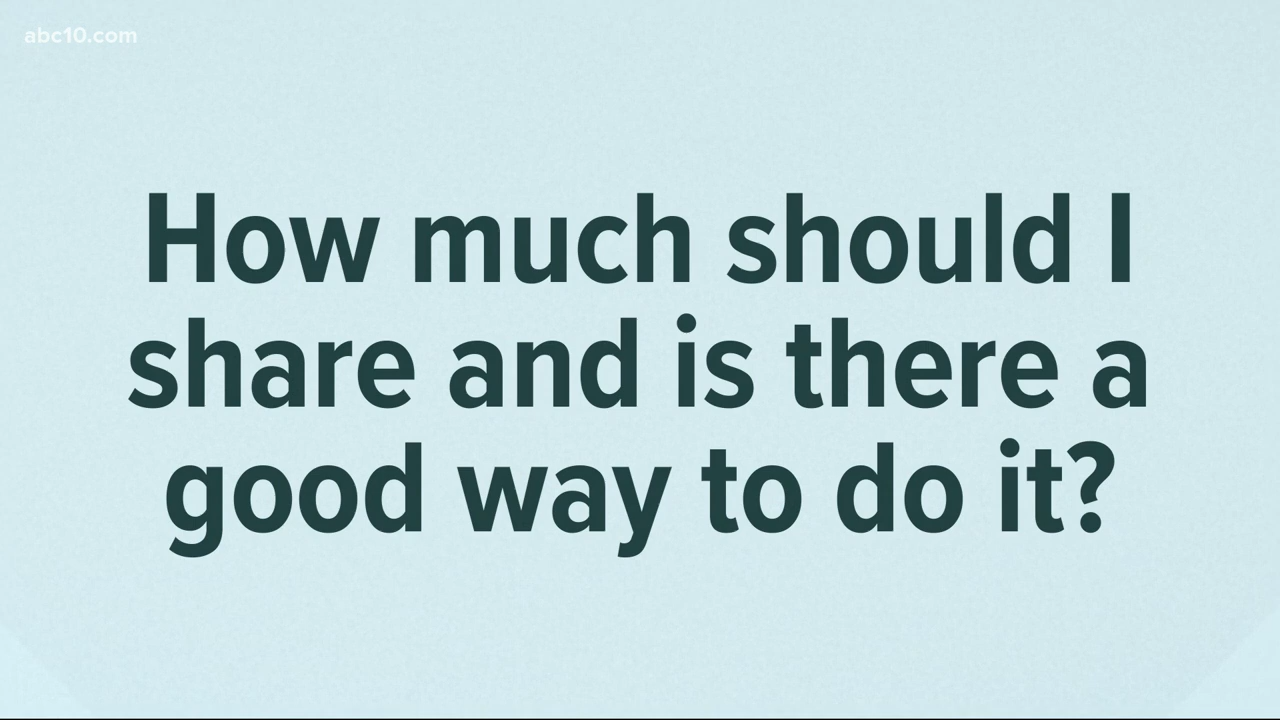 abc10.com
How much should I
share and is there a
good way to do it?